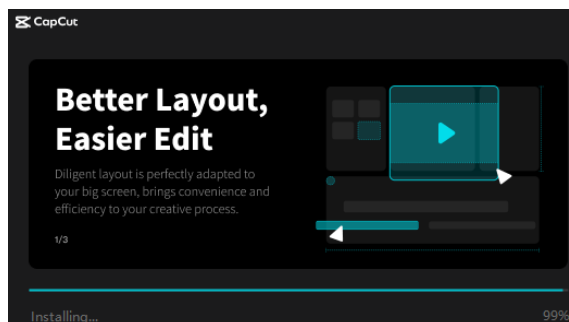 CapCut
Better Layout,
Easier Edit
Diligent layout is perfectly adapted to
your big screen, brings convenience and
efficiency to your creative process.
1/3
Installing... 99%